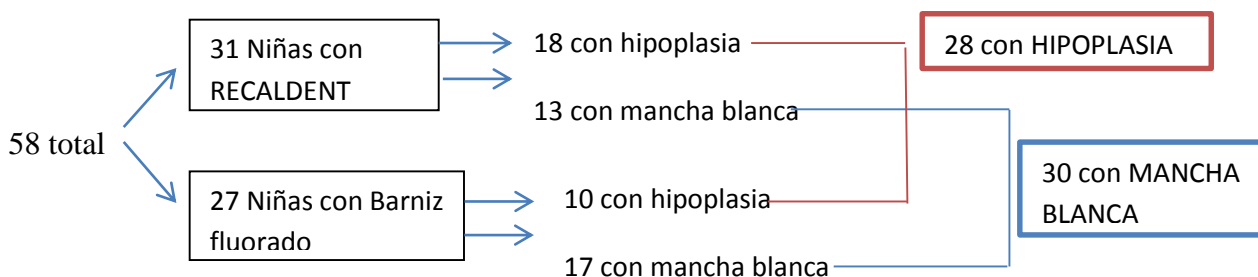 58 total
31 Niñas con
RECALDENT
27 Niñas con Barniz
fluorado
18 con hipoplasia
13 con mancha blanca
10 con hipoplasia
17 con mancha blanca
28 con HIPOPLASIA
30 con MANCHA
BLANCA